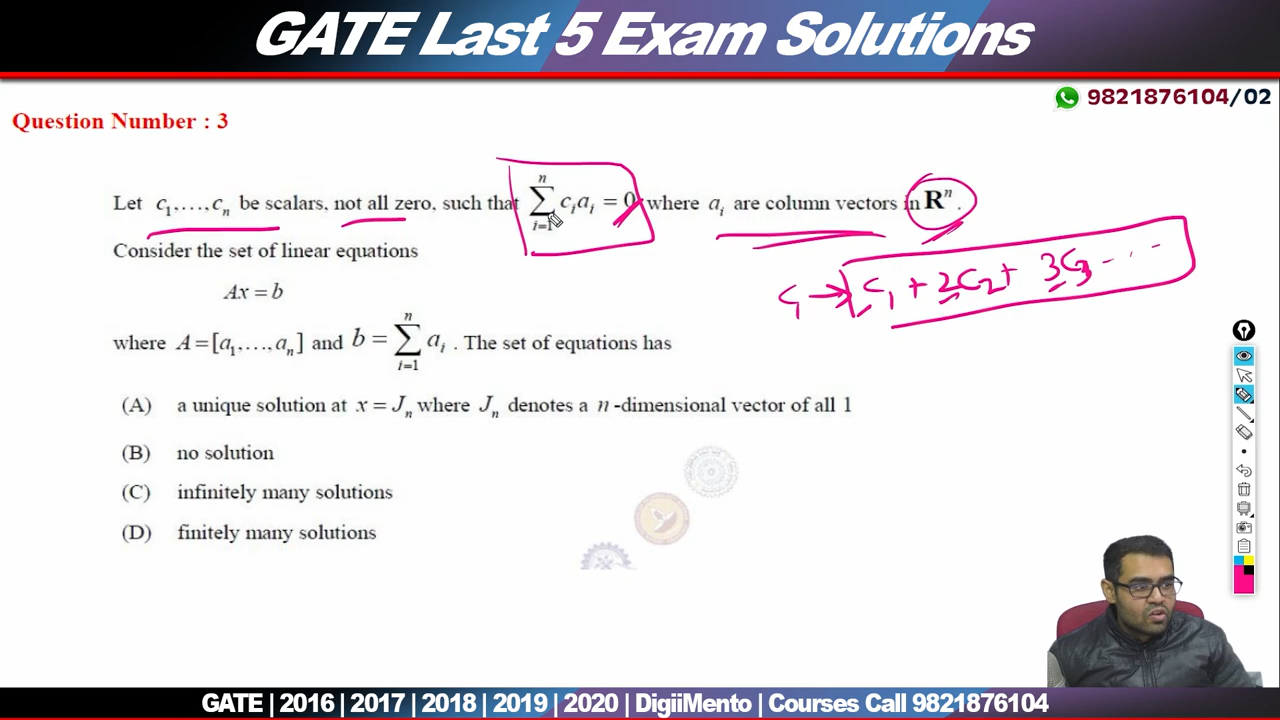 GATE Last 5 Exam Solutions
9821876104/02
Question Number : 3
Let c₁,…,cₙ be scalars, not all zero, such that ∑ᵢ₌₁ⁿ cᵢaᵢ = 0 where aᵢ are column vectors in Rⁿ.
C₁ → C₁ + 2C₂ + 3C₃ ‑ ‑ ‑ ‑
Consider the set of linear equations
Ax = b
where A = [a₁,…,aₙ] and b = ∑ᵢ₌₁ⁿ aᵢ. The set of equations has
(A) a unique solution at x = Jₙ where Jₙ denotes a n -dimensional vector of all 1
(B) no solution
(C) infinitely many solutions
(D) finitely many solutions
GATE | 2016 | 2017 | 2018 | 2019 | 2020 | DigiiMento | Courses Call 9821876104